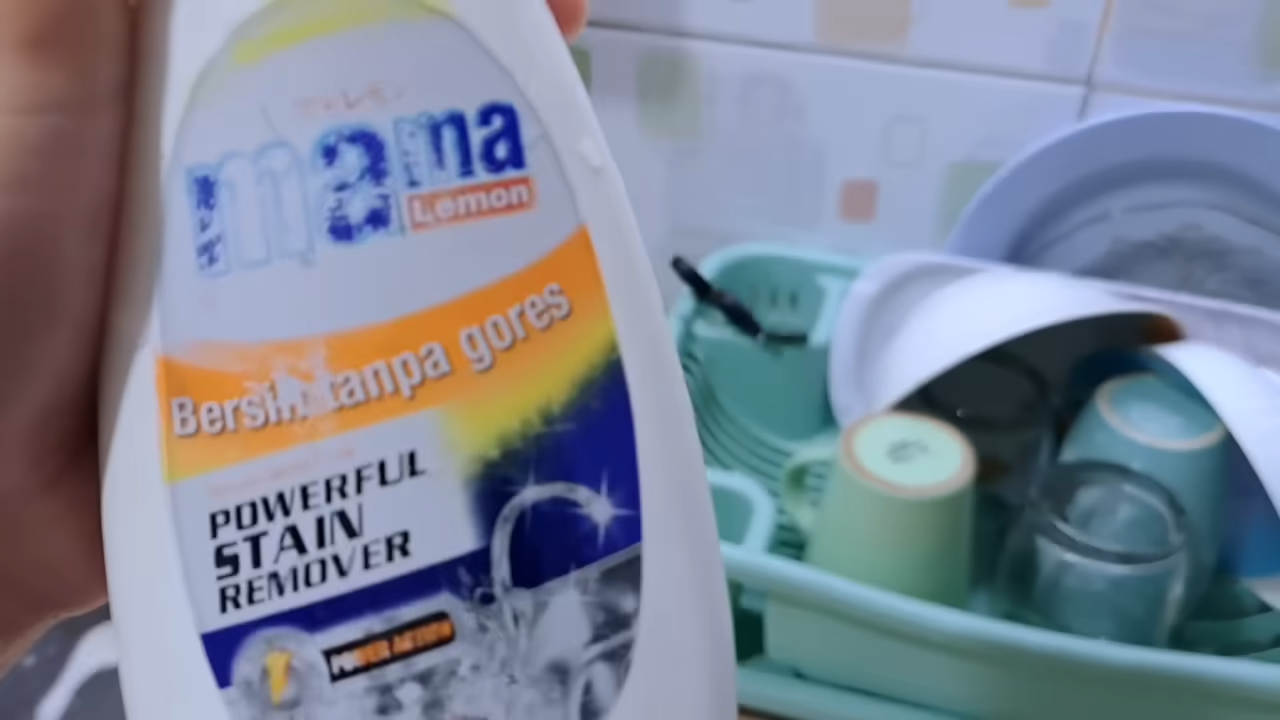 mama
Lemon
Bersih tanpa gores
POWERFUL
STAIN
REMOVER
POWER ACTION